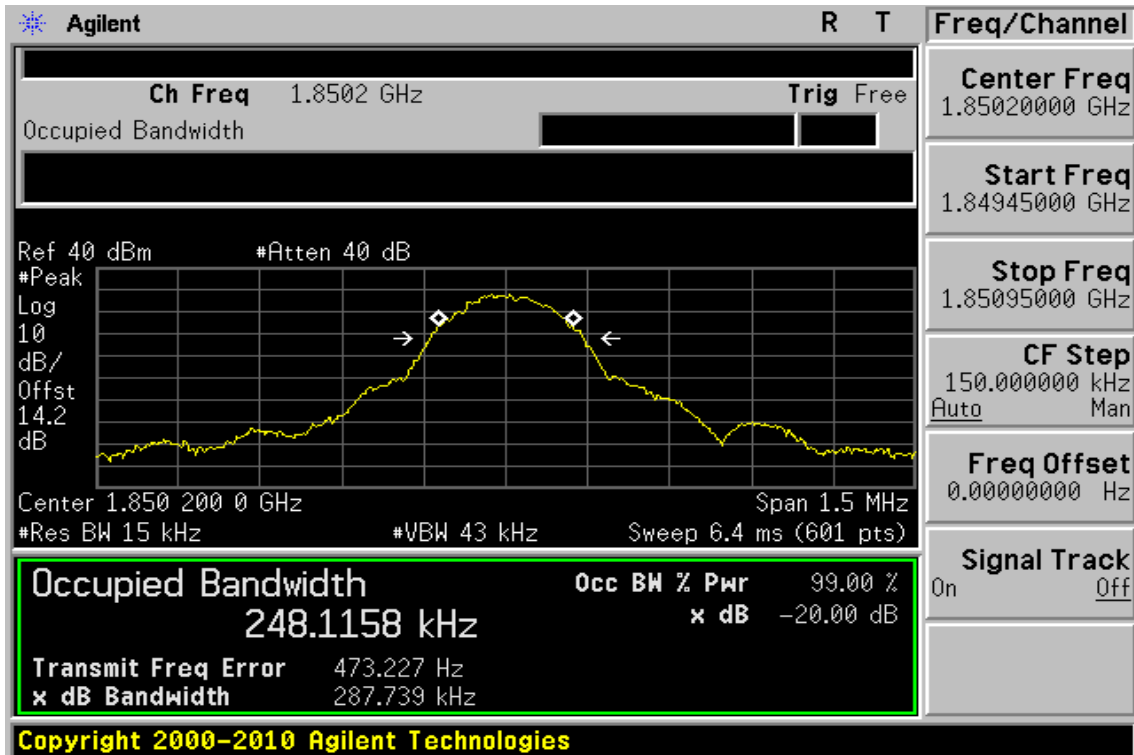 Agilent R T
Ch Freq 1.8502 GHz Trig Free
Occupied Bandwidth
Ref 40 dBm #Atten 40 dB
#Peak
Log
10
dB/
Offst
14.2
dB
Center 1.850 200 0 GHz Span 1.5 MHz
#Res BW 15 kHz #VBW 43 kHz Sweep 6.4 ms (601 pts)
Occupied Bandwidth
248.1158 kHz
Occ BW % Pwr 99.00 %
x dB -20.00 dB
Transmit Freq Error 473.227 Hz
x dB Bandwidth 287.739 kHz
Copyright 2000-2010 Agilent Technologies
Freq/Channel
Center Freq
1.85020000 GHz
Start Freq
1.84945000 GHz
Stop Freq
1.85095000 GHz
CF Step
150.000000 kHz
Auto Man
Freq Offset
0.00000000 Hz
Signal Track
On Off